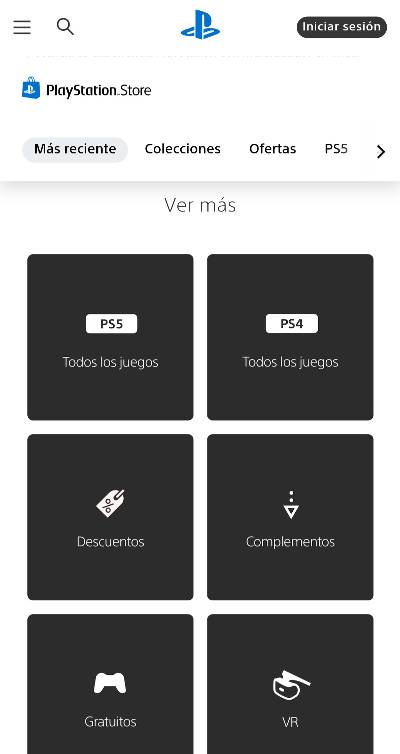 Iniciar sesión
PlayStation.Store
Más reciente
Colecciones
Ofertas
PS5
Ver más
PS5
Todos los juegos
PS4
Todos los juegos
Descuentos
Complementos
Gratuitos
VR